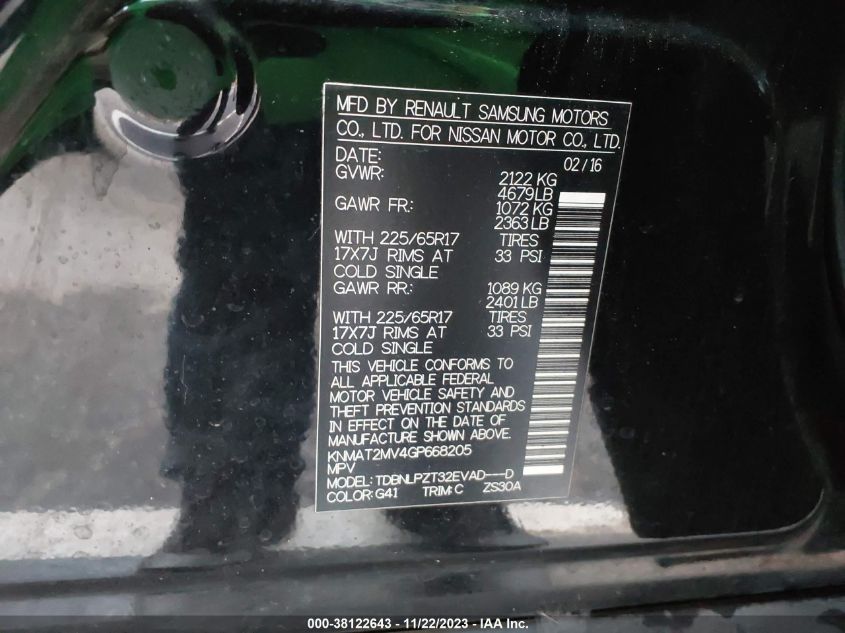 MFD BY RENAULT SAMSUNG MOTORS
CO., LTD. FOR NISSAN MOTOR CO., LTD.
DATE: 02/16
GVWR: 2122 KG
4679LB
GAWR FR: 1072 KG
2363LB
WITH 225/65R17 TIRES
17X7J RIMS AT 33 PSI
COLD SINGLE
GAWR RR: 1089 KG
2401LB
WITH 225/65R17 TIRES
17X7J RIMS AT 33 PSI
COLD SINGLE
THIS VEHICLE CONFORMS TO
ALL APPLICABLE FEDERAL
MOTOR VEHICLE SAFETY AND
THEFT PREVENTION STANDARDS
IN EFFECT ON THE DATE OF
MANUFACTURE SHOWN ABOVE.
KNMAT2MV4GP668205
MPV
MODEL: TDBNLPZT32EVAD---D
COLOR: G41 TRIM: C ZS30A
000-38122643 - 11/22/2023 - IAA Inc.